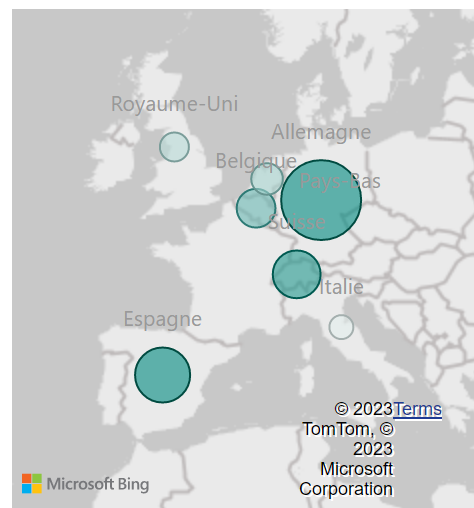 Royaume-Uni
Allemagne
Belgique
Pays-Bas
Suisse
Italie
Espagne
© 2023 Terms
TomTom, ©
2023
Microsoft
Corporation
Microsoft Bing